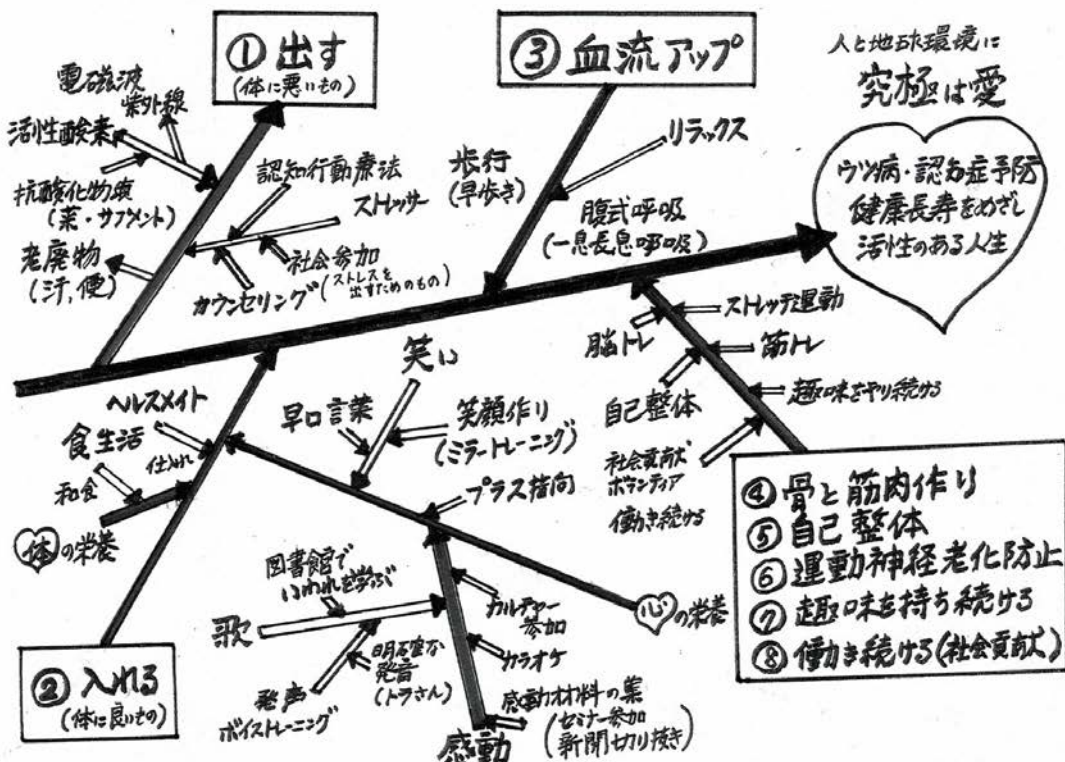 ① 出す
(体に悪いもの)
電磁波
紫外線
活性酸素
抗酸化物質
(薬・サプメント)
老廃物
(汗,便)
認知行動療法
ストレッサー
社会参加
(ストレスを
出すためのもの)
カウンセリング
③ 血流アップ
リラックス
歩行
(早歩き)
腹式呼吸
(一息長息呼吸)
人と地球環境に
究極は愛
ウツ病・認知症予防
健康長寿をめざし
活性のある人生
ヘルスメイト
食生活
仕入れ
和食
体の栄養
② 入れる
(体に良いもの)
笑い
早口言葉
笑顔作り
(ミラートレーニング)
プラス指向
心の栄養
図書館で
いわれを学ぶ
歌
明確な
発音
(トラさん)
発声
ボイストレーニング
カルチャー
参加
カラオケ
感動材料の集
(セミナー参加
新聞切り抜き)
感動
ストレッチ運動
脳トレ
筋トレ
自己整体
趣味をやり続ける
社会貢献
ボランティア
働き続ける
④ 骨と筋肉作り
⑤ 自己整体
⑥ 運動神経老化防止
⑦ 趣味を持ち続ける
⑧ 働き続ける(社会貢献)